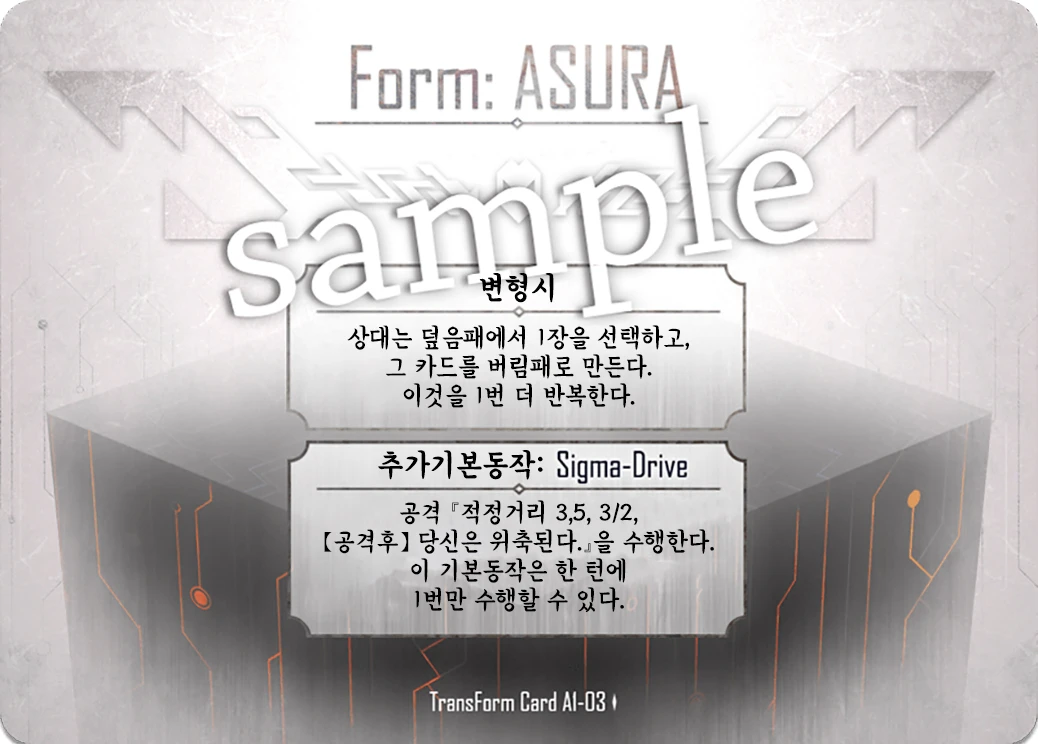 Form: ASURA
sample
변형시
상대는 덮음패에서 1장을 선택하고,
그 카드를 버림패로 만든다.
이것을 1번 더 반복한다.
추가기본동작: Sigma-Drive
공격 『적정거리 3,5, 3/2,
【공격후】 당신은 위축된다.』을 수행한다.
이 기본동작은 한 턴에
1번만 수행할 수 있다.
TransForm Card A1-03